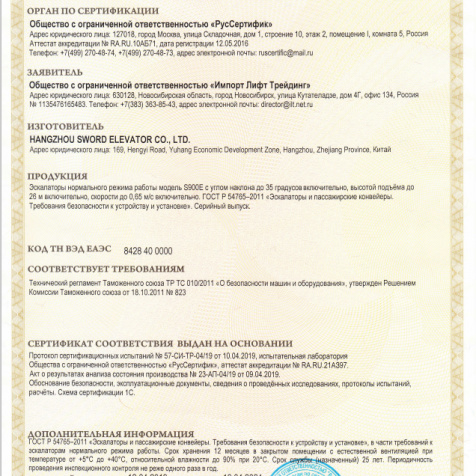 ОРГАН ПО СЕРТИФИКАЦИИ
Общество с ограниченной ответственностью «РусСертифик»
Адрес юридического лица: 127018, город Москва, улица Складочная, дом 1, строение 10, этаж 2, помещение I, комната 5, Россия
Аттестат аккредитации № RA.RU.10АБ71, дата регистрации 12.05.2016
Телефон: +7(499) 270-48-74, +7(499) 270-48-73, адрес электронной почты: ruscertific@mail.ru
ЗАЯВИТЕЛЬ
Общество с ограниченной ответственностью «Импорт Лифт Трейдинг»
Адрес юридического лица: 630128, Новосибирская область, город Новосибирск, улица Кутателадзе, дом 4Г, офис 134, Россия
№ 1135476165483. Телефон: +7(383) 363-85-43, адрес электронной почты: director@ilt.net.ru
ИЗГОТОВИТЕЛЬ
HANGZHOU SWORD ELEVATOR CO., LTD.
Адрес юридического лица: 169, Hengyi Road, Yuhang Economic Development Zone, Hangzhou, Zhejiang Province, Китай
ПРОДУКЦИЯ
Эскалаторы нормального режима работы модель S900E с углом наклона до 35 градусов включительно, высотой подъёма до
26 м включительно, скорости до 0,65 м/с включительно. ГОСТ Р 54765–2011 «Эскалаторы и пассажирские конвейеры.
Требования безопасности к устройству и установке». Серийный выпуск.
КОД ТН ВЭД ЕАЭС 8428 40 0000
СООТВЕТСТВУЕТ ТРЕБОВАНИЯМ
Технический регламент Таможенного союза ТР ТС 010/2011 «О безопасности машин и оборудования», утвержден Решением
Комиссии Таможенного союза от 18.10.2011 № 823
СЕРТИФИКАТ СООТВЕТСТВИЯ ВЫДАН НА ОСНОВАНИИ
Протокол сертификационных испытаний № 57-СИ-ТР-04/19 от 10.04.2019, испытательная лаборатория
Общества с ограниченной ответственностью «РусСертифик», аттестат аккредитации № RA.RU.21АЗ97.
Акт о результатах анализа состояния производства № 23-АП-04/19 от 09.04.2019.
Обоснование безопасности, эксплуатационные документы, сведения о проведённых исследованиях, протоколы испытаний,
расчёты. Схема сертификации 1С.
ДОПОЛНИТЕЛЬНАЯ ИНФОРМАЦИЯ
ГОСТ Р 54765–2011 «Эскалаторы и пассажирские конвейеры. Требования безопасности к устройству и установке», в части требований к
эскалаторам нормального режима работы. Срок хранения 12 месяцев в закрытом помещении с естественной вентиляцией при
температуре от +5°С до +40°С, относительной влажности до 90% при 20°С. Срок службы (назначенный) 25 лет. Периодичность
проведения инспекционного контроля не реже одного раза в год.